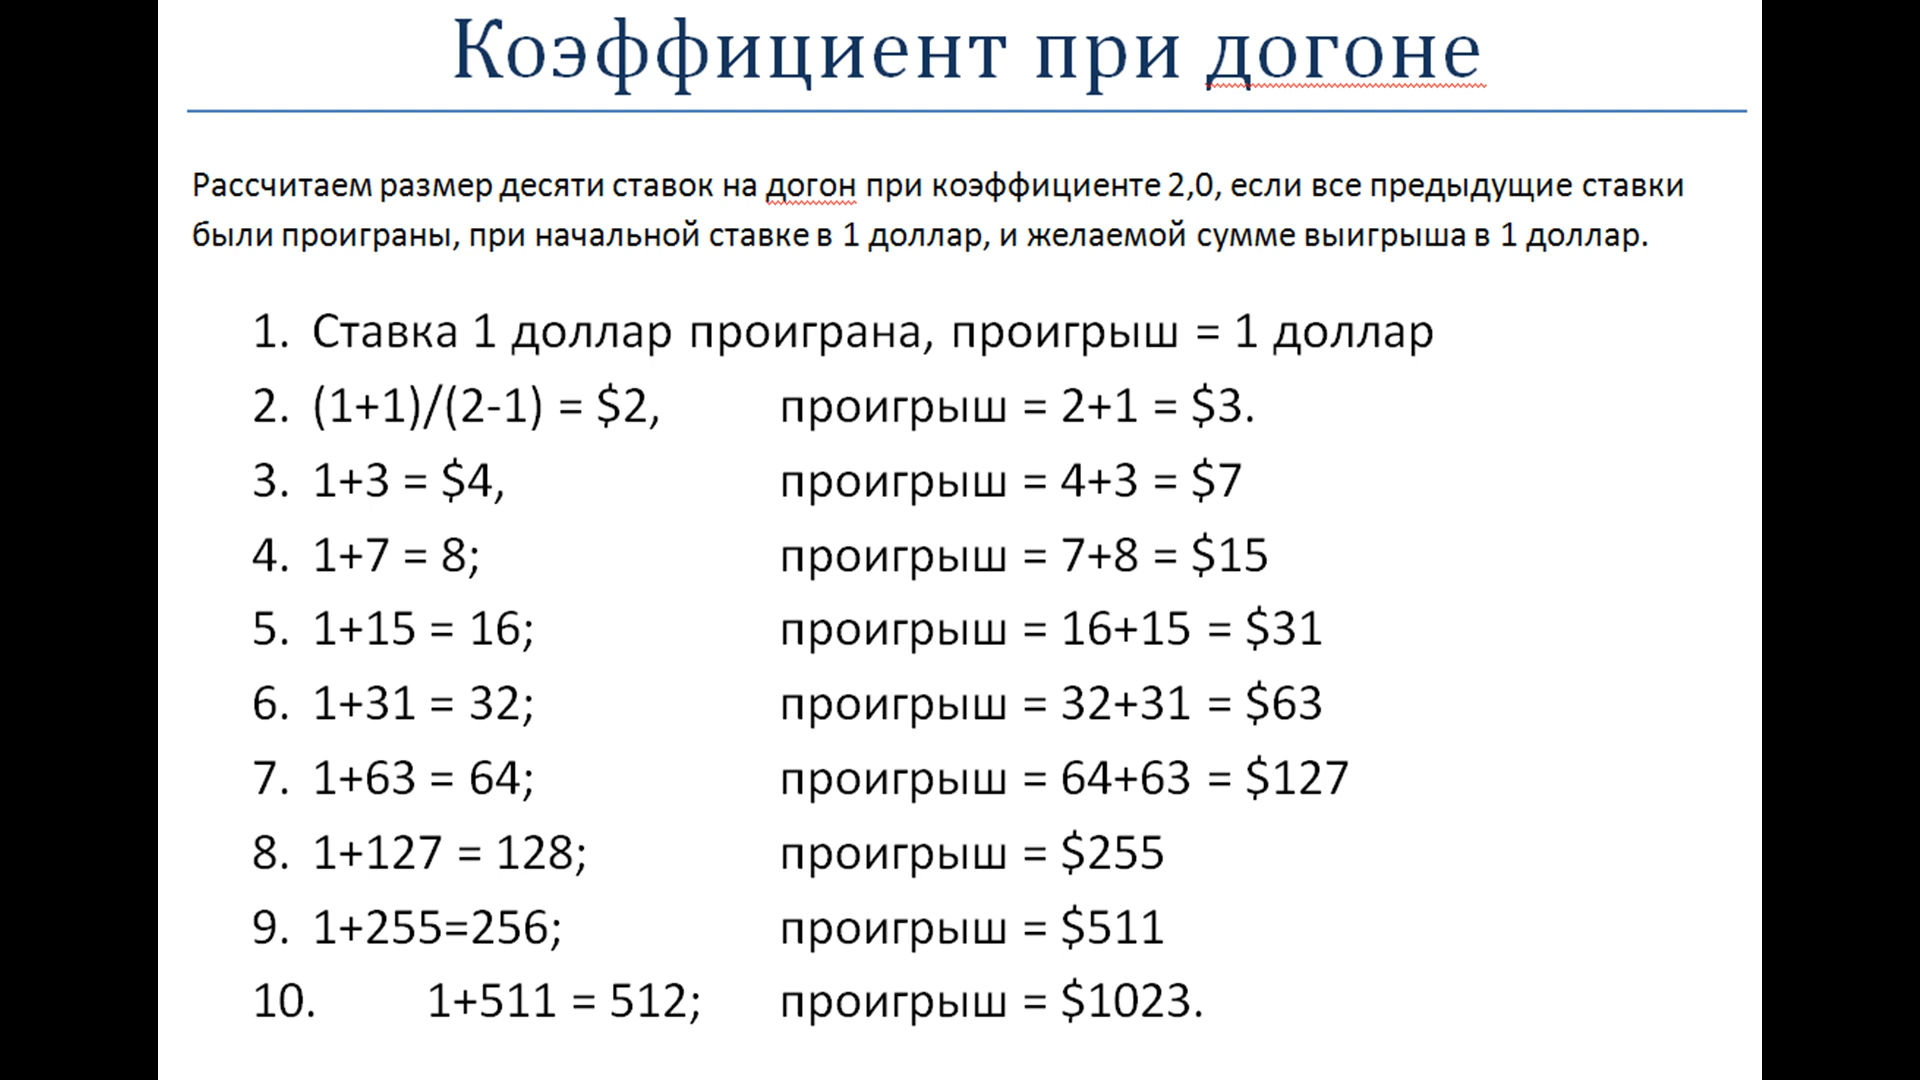 Коэффициент при догоне
Рассчитаем размер десяти ставок на догон при коэффициенте 2,0, если все предыдущие ставки
были проиграны, при начальной ставке в 1 доллар, и желаемой сумме выигрыша в 1 доллар.
1. Ставка 1 доллар проиграна, проигрыш = 1 доллар
2. (1+1)/(2-1) = $2, проигрыш = 2+1 = $3.
3. 1+3 = $4, проигрыш = 4+3 = $7
4. 1+7 = 8; проигрыш = 7+8 = $15
5. 1+15 = 16; проигрыш = 16+15 = $31
6. 1+31 = 32; проигрыш = 32+31 = $63
7. 1+63 = 64; проигрыш = 64+63 = $127
8. 1+127 = 128; проигрыш = $255
9. 1+255=256; проигрыш = $511
10. 1+511 = 512; проигрыш = $1023.